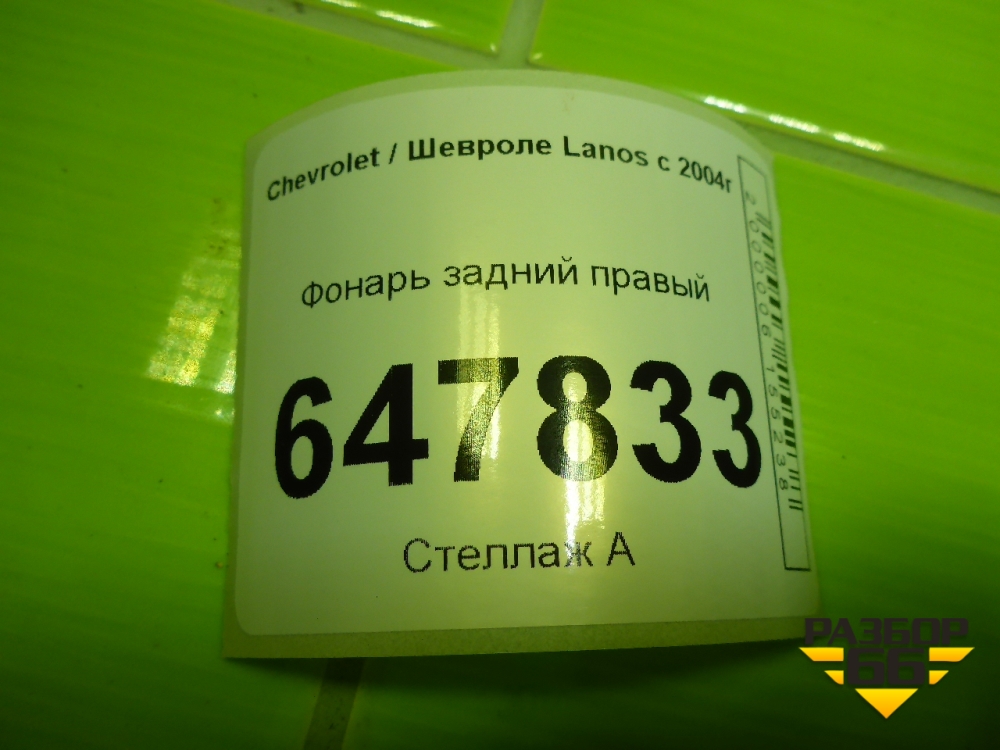 Chevrolet / Шевроле Lanos с 2004г
Фонарь задний правый
647833
Стеллаж А
2000006155238
РАЗБОР
66